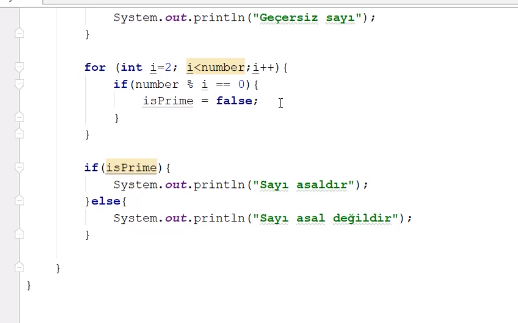 System.out.println("Geçersiz sayı");
}
for (int i=2; i<number;i++){
if(number % i == 0){
isPrime = false;
}
}
if(isPrime){
System.out.println("Sayı asaldır");
}else{
System.out.println("Sayı asal değildir");
}
}
}